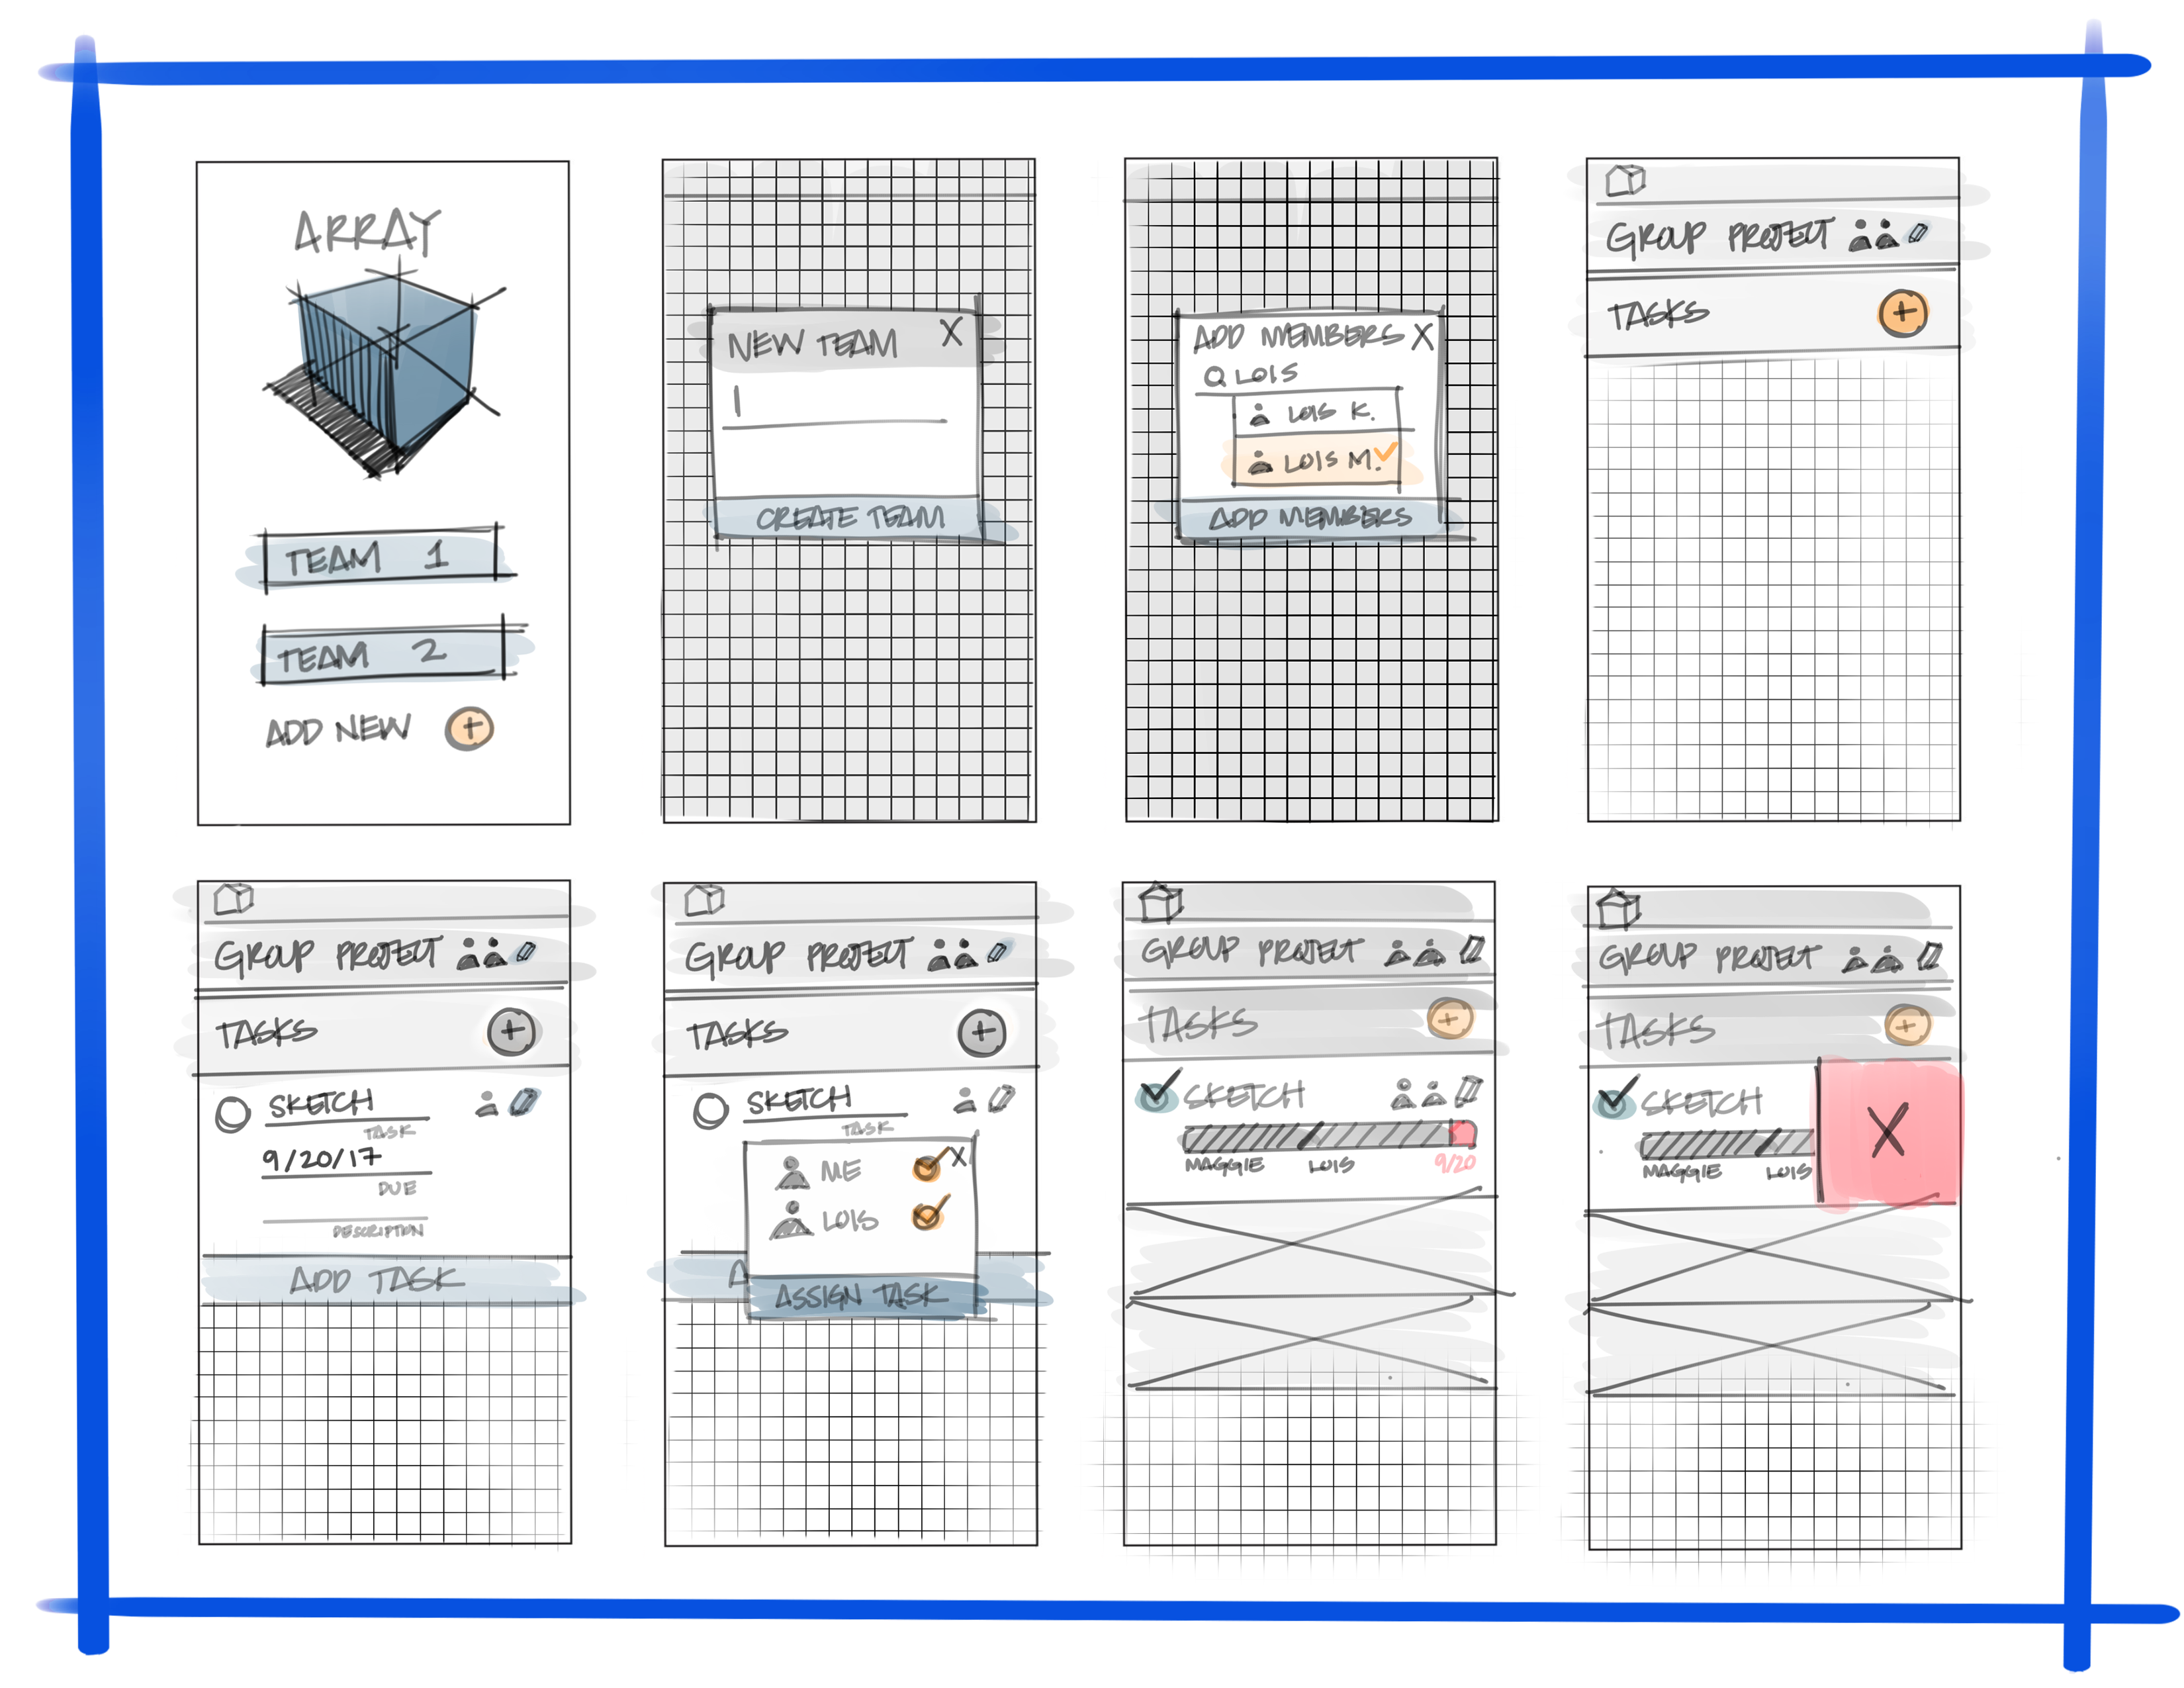 ARRAY
TEAM 1
TEAM 2
ADD NEW +
NEW TEAM X
CREATE TEAM
ADD MEMBERS X
LOIS
LOIS K.
LOIS M.
ADD MEMBERS
GROUP PROJECT
TASKS +
GROUP PROJECT
TASKS +
SKETCH
TASK
9/20/17
DUE
DESCRIPTION
ADD TASK
GROUP PROJECT
TASKS +
SKETCH
TASK
ME X
LOIS
A
ASSIGN TASK
GROUP PROJECT
TASKS +
SKETCH
MAGGIE LOIS 9/20
GROUP PROJECT
TASKS +
SKETCH
X
MAGGIE LOIS